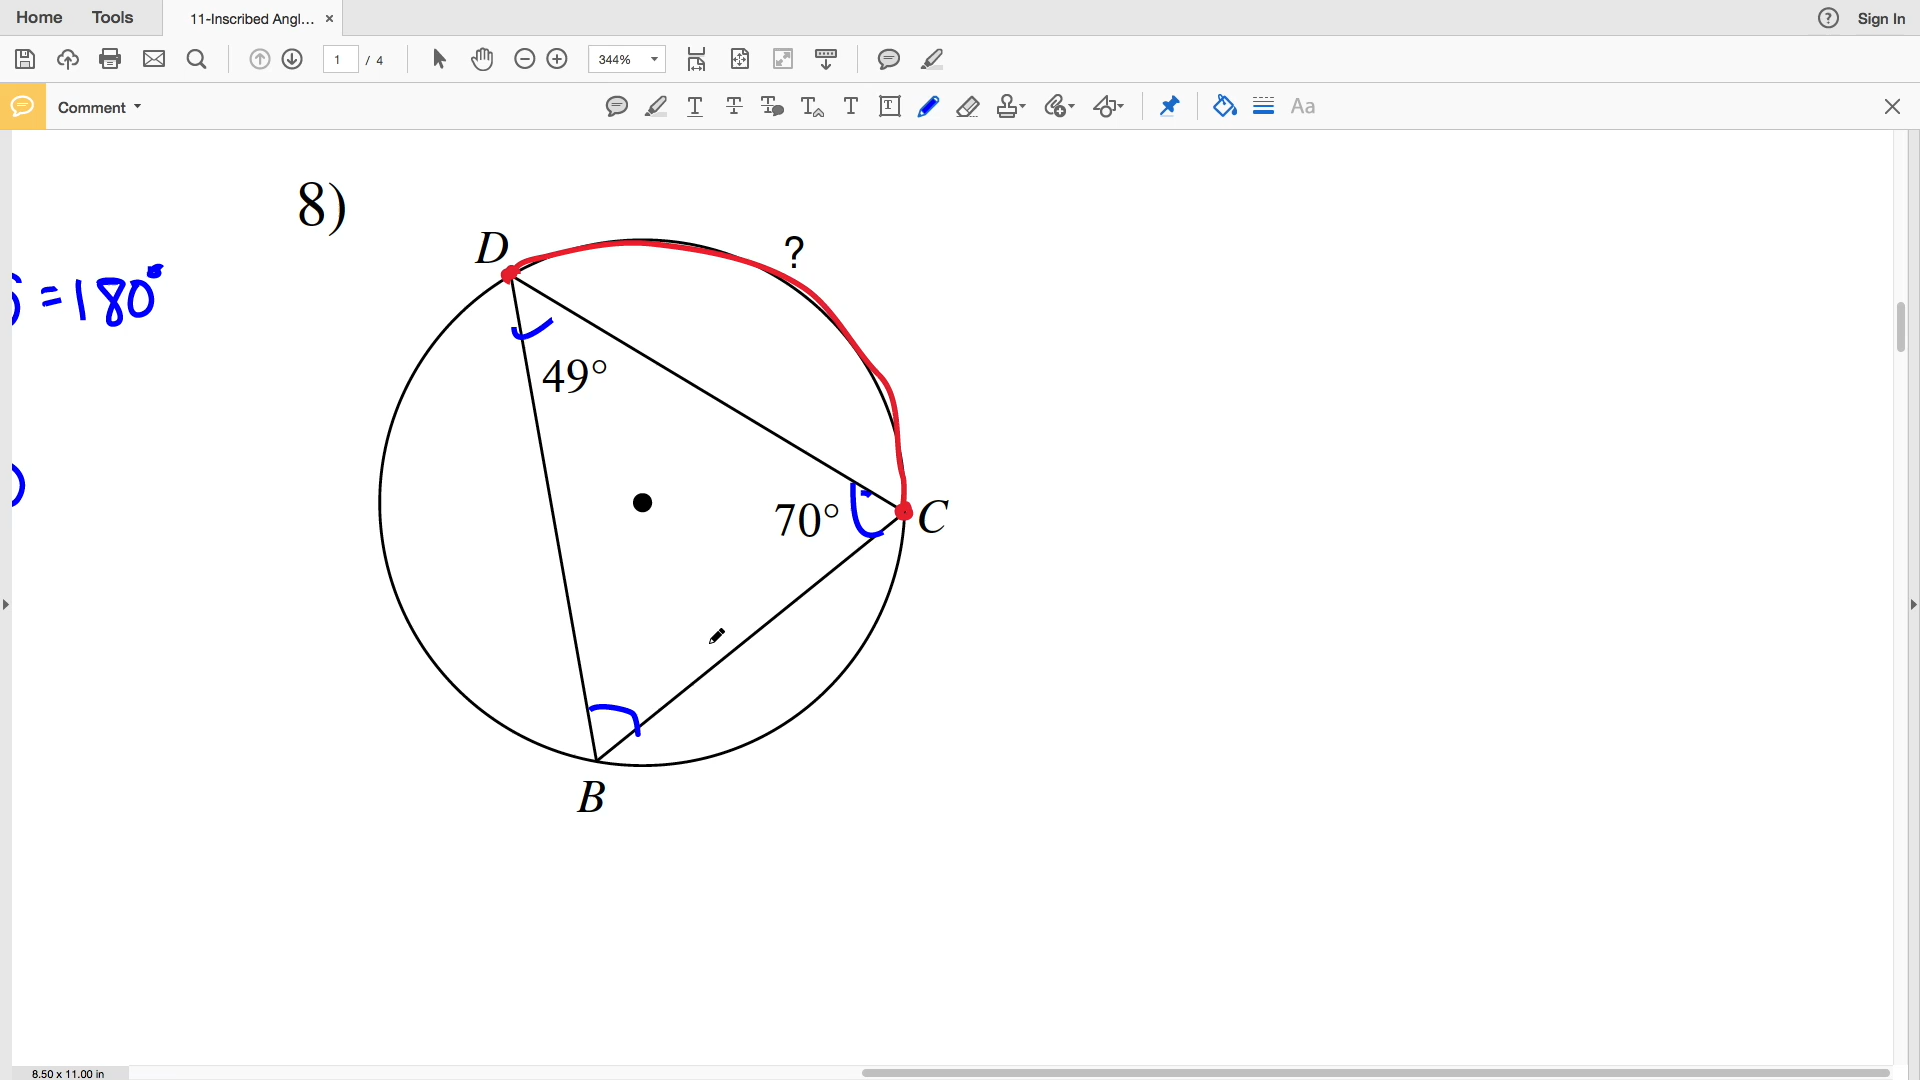 Home Tools 11-Inscribed Angl... × ? Sign In
1 / 4 344%
Comment Aa
8)
D ?
= 180°
49°
70° C
B
8.50 x 11.00 in